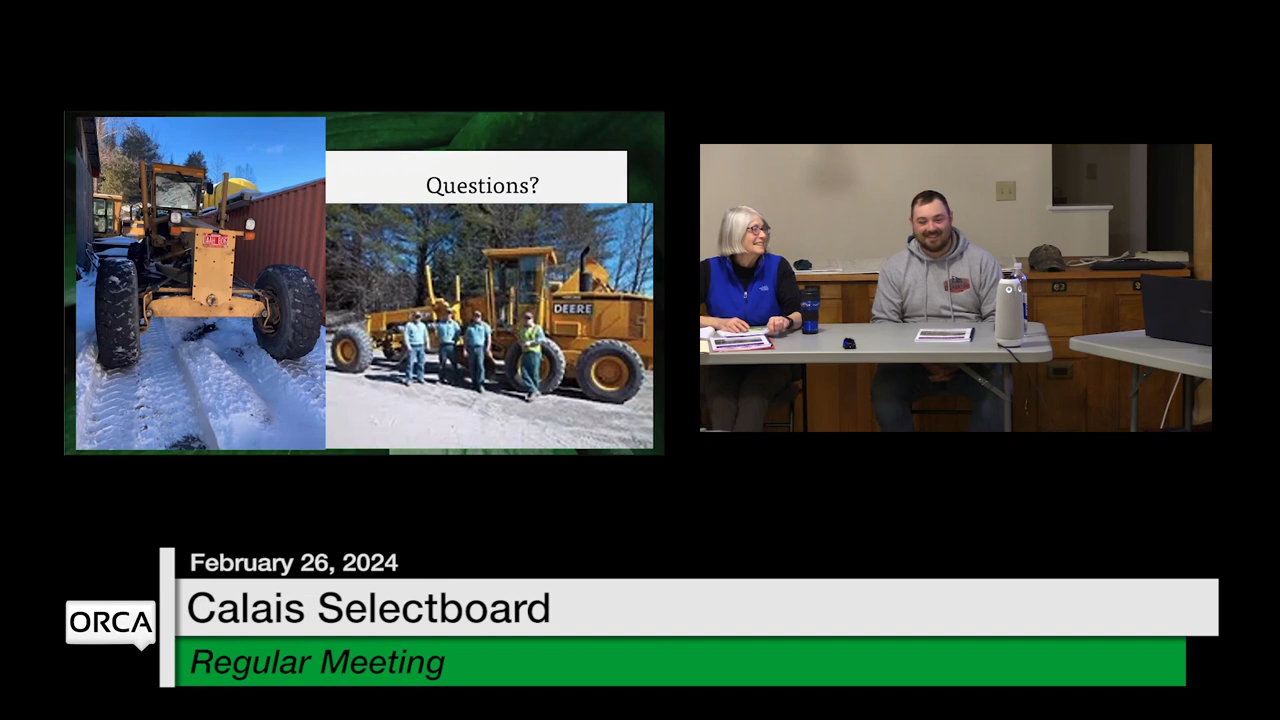 Questions?
DEERE
February 26, 2024
Calais Selectboard
ORCA
Regular Meeting